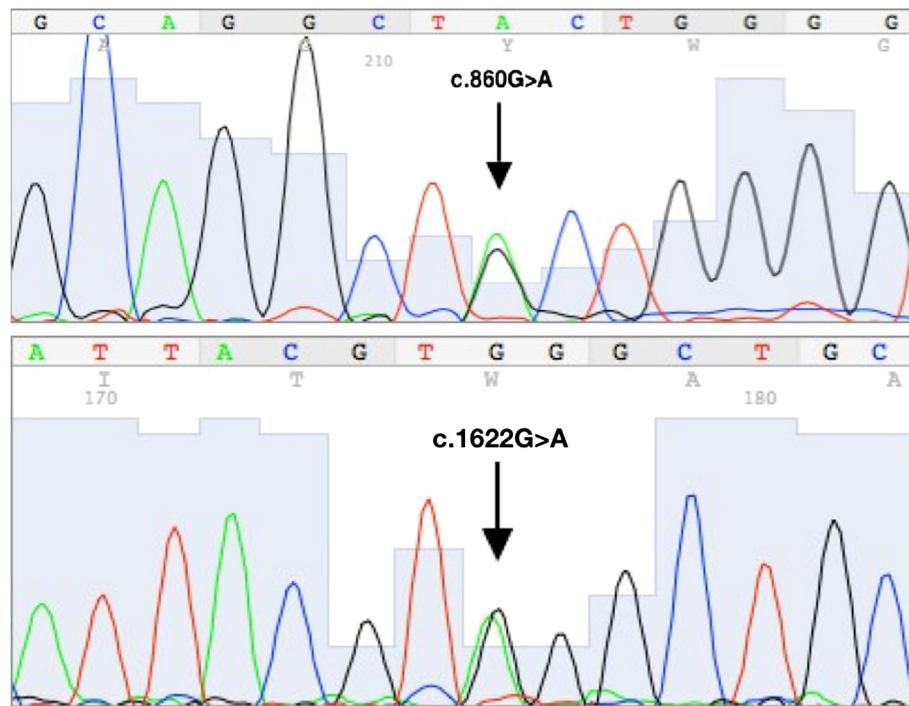 G C A G G C T A C T G G G G
A G Y W G
210
c.860G>A
A T T A C G T G G G C T G C
I T W A A
170 180
c.1622G>A